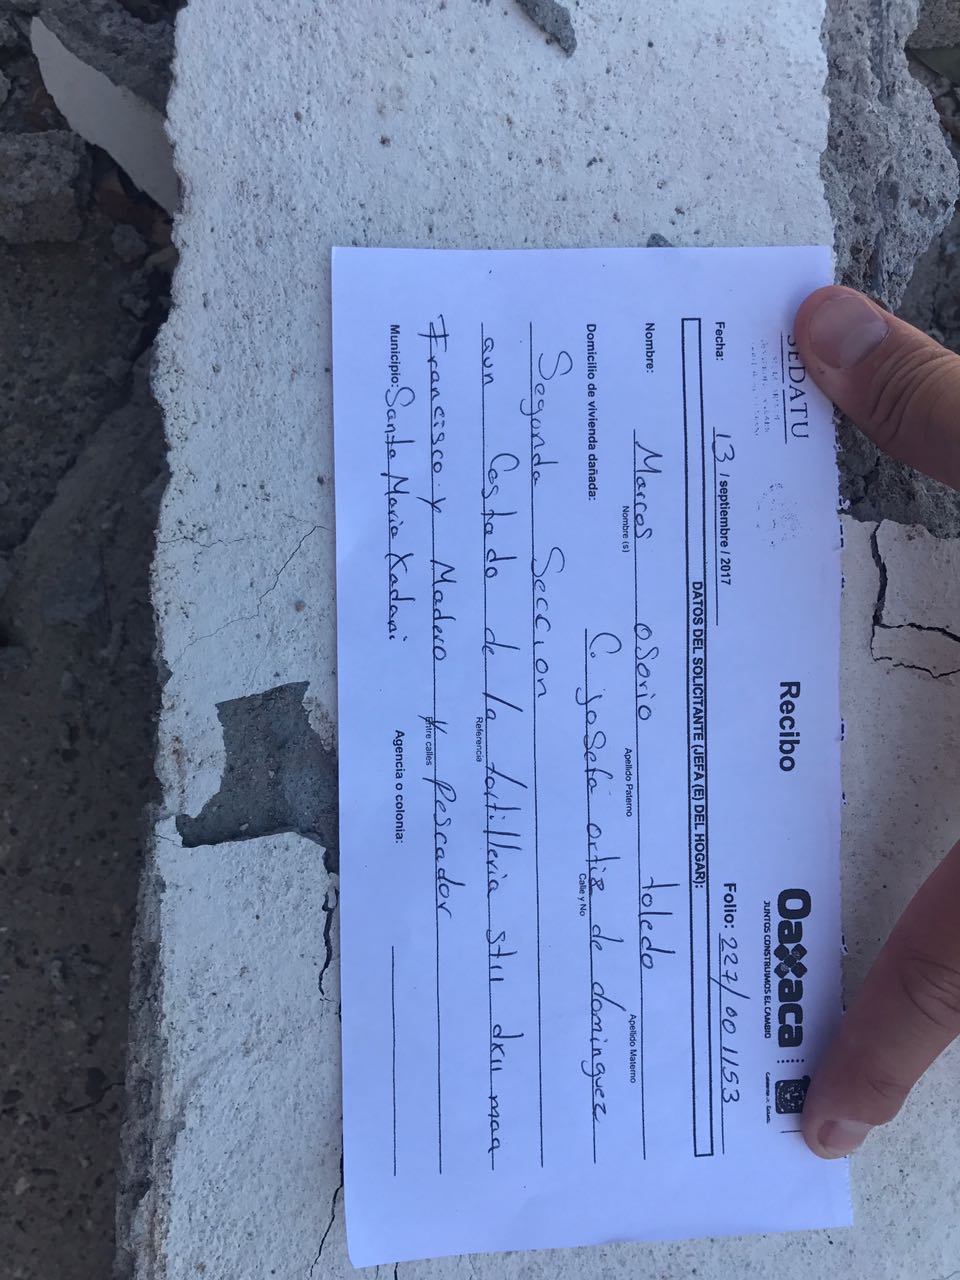 SEDATU
Recibo
Oaxaca
JUNTOS CONSTRUIMOS EL CAMBIO
Fecha: 13 / septiembre / 2017 Folio: 227/001153
DATOS DEL SOLICITANTE (JEFA (E) DEL HOGAR):
Nombre: Marcos Osorio toledo
Nombre (s) Apellido Paterno Apellido Materno
Domicilio de vivienda dañada: C. josefa ortiz de dominguez
Calle y No
Segunda Seccion
aun Costado de la tortilleria
Referencia
Francisco y Madero y Pescador
Entre calles
Municipio: Santa Maria Xadani Agencia o colonia: